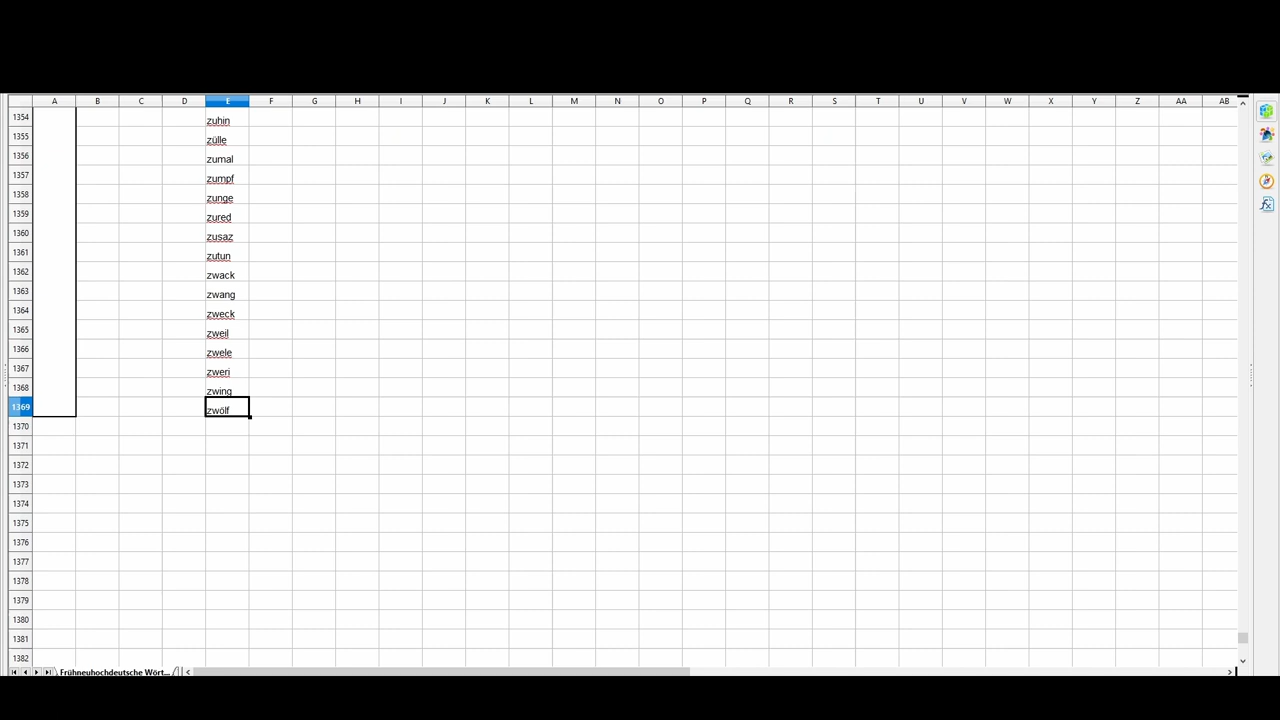 A B C D E F G H I J K L M N O P Q R S T U V W X Y Z AA AB
1354 zuhin
1355 zülle
1356 zumal
1357 zumpf
1358 zunge
1359 zured
1360 zusaz
1361 zutun
1362 zwack
1363 zwang
1364 zweck
1365 zweil
1366 zwele
1367 zweri
1368 zwing
1369 zwölf
1370
1371
1372
1373
1374
1375
1376
1377
1378
1379
1380
1381
1382
Frühneuhochdeutsche Wört...